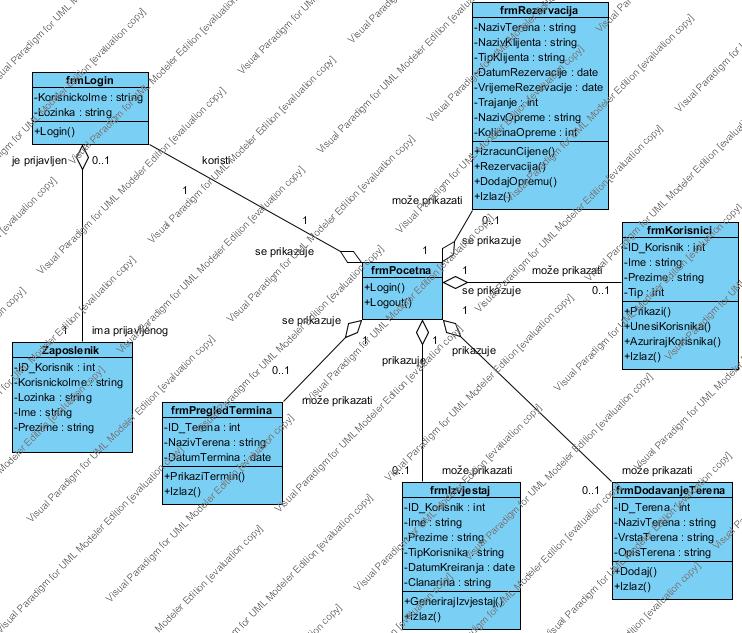 frmRezervacija
-NazivTerena : string
-NazivKlijenta : string
-TipKlijenta : string
-DatumRezervacije : date
-VrijemeRezervacije : date
-Trajanje : int
-NazivOpreme : string
-KolicinaOpreme : int
+IzracunCijene()
+Rezervacija()
+DodajOpremu()
+Izlaz()
frmLogin
-KorisnickoIme : string
-Lozinka : string
+Login()
je prijavljen
0..1
koristi
1
1
se prikazuje
može prikazati
0..1
1
se prikazuje
frmPocetna
+Login()
+Logout()
1
može prikazati
se prikazuje
0..1
frmKorisnici
-ID_Korisnik : int
-Ime : string
-Prezime : string
-Tip : int
+Prikazi()
+UnesiKorisnika()
+AzurirajKorisnika()
+Izlaz()
1
ima prijavljenog
Zaposlenik
-ID_Korisnik : int
-KorisnickoIme : string
-Lozinka : string
-Ime : string
-Prezime : string
se prikazuje
1
0..1
može prikazati
frmPregledTermina
-ID_Terena : int
-NazivTerena : string
-DatumTermina : date
+PrikaziTermin()
+Izlaz()
1
prikazuje
0..1
može prikazati
frmIzvjestaj
-ID_Korisnik : int
-Ime : string
-Prezime : string
-TipKorisnika : string
-DatumKreiranja : date
-Clanarina : string
+GenerirajIzvjestaj()
+Izlaz()
1
prikazuje
0..1
može prikazati
frmDodavanjeTerena
-ID_Terena : int
-NazivTerena : string
-VrstaTerena : string
-OpisTerena : string
+Dodaj()
+Izlaz()
Visual Paradigm for UML Modeler Edition [evaluation copy]